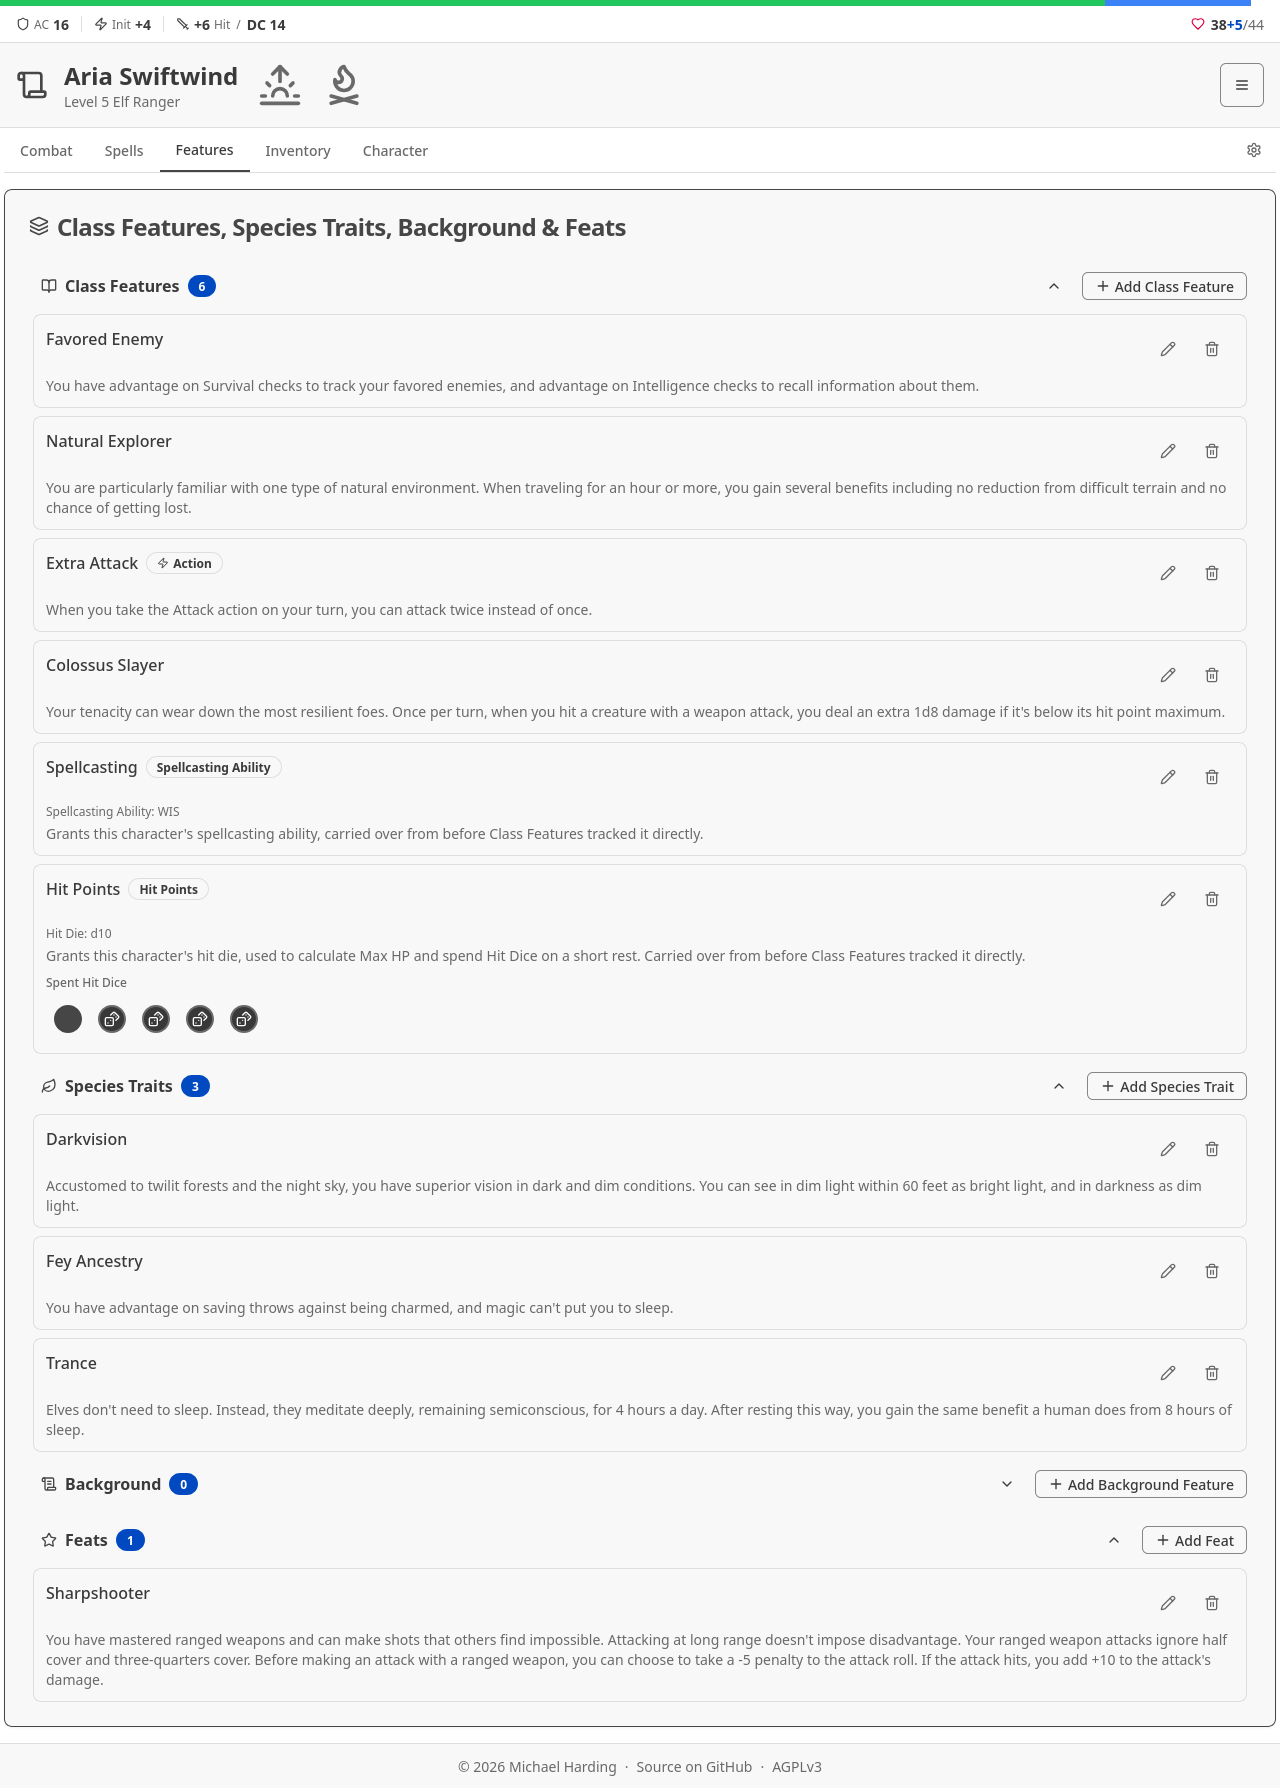 AC 16 Init +4 +6 Hit / DC 14 38+5/44
Aria Swiftwind
Level 5 Elf Ranger
Combat Spells Features Inventory Character
Class Features, Species Traits, Background & Feats
Class Features 6 Add Class Feature
Favored Enemy
You have advantage on Survival checks to track your favored enemies, and advantage on Intelligence checks to recall information about them.
Natural Explorer
You are particularly familiar with one type of natural environment. When traveling for an hour or more, you gain several benefits including no reduction from difficult terrain and no
chance of getting lost.
Extra Attack Action
When you take the Attack action on your turn, you can attack twice instead of once.
Colossus Slayer
Your tenacity can wear down the most resilient foes. Once per turn, when you hit a creature with a weapon attack, you deal an extra 1d8 damage if it's below its hit point maximum.
Spellcasting Spellcasting Ability
Spellcasting Ability: WIS
Grants this character's spellcasting ability, carried over from before Class Features tracked it directly.
Hit Points Hit Points
Hit Die: d10
Grants this character's hit die, used to calculate Max HP and spend Hit Dice on a short rest. Carried over from before Class Features tracked it directly.
Spent Hit Dice
Species Traits 3 Add Species Trait
Darkvision
Accustomed to twilit forests and the night sky, you have superior vision in dark and dim conditions. You can see in dim light within 60 feet as bright light, and in darkness as dim
light.
Fey Ancestry
You have advantage on saving throws against being charmed, and magic can't put you to sleep.
Trance
Elves don't need to sleep. Instead, they meditate deeply, remaining semiconscious, for 4 hours a day. After resting this way, you gain the same benefit a human does from 8 hours of
sleep.
Background 0 Add Background Feature
Feats 1 Add Feat
Sharpshooter
You have mastered ranged weapons and can make shots that others find impossible. Attacking at long range doesn't impose disadvantage. Your ranged weapon attacks ignore half
cover and three-quarters cover. Before making an attack with a ranged weapon, you can choose to take a -5 penalty to the attack roll. If the attack hits, you add +10 to the attack's
damage.
© 2026 Michael Harding · Source on GitHub · AGPLv3